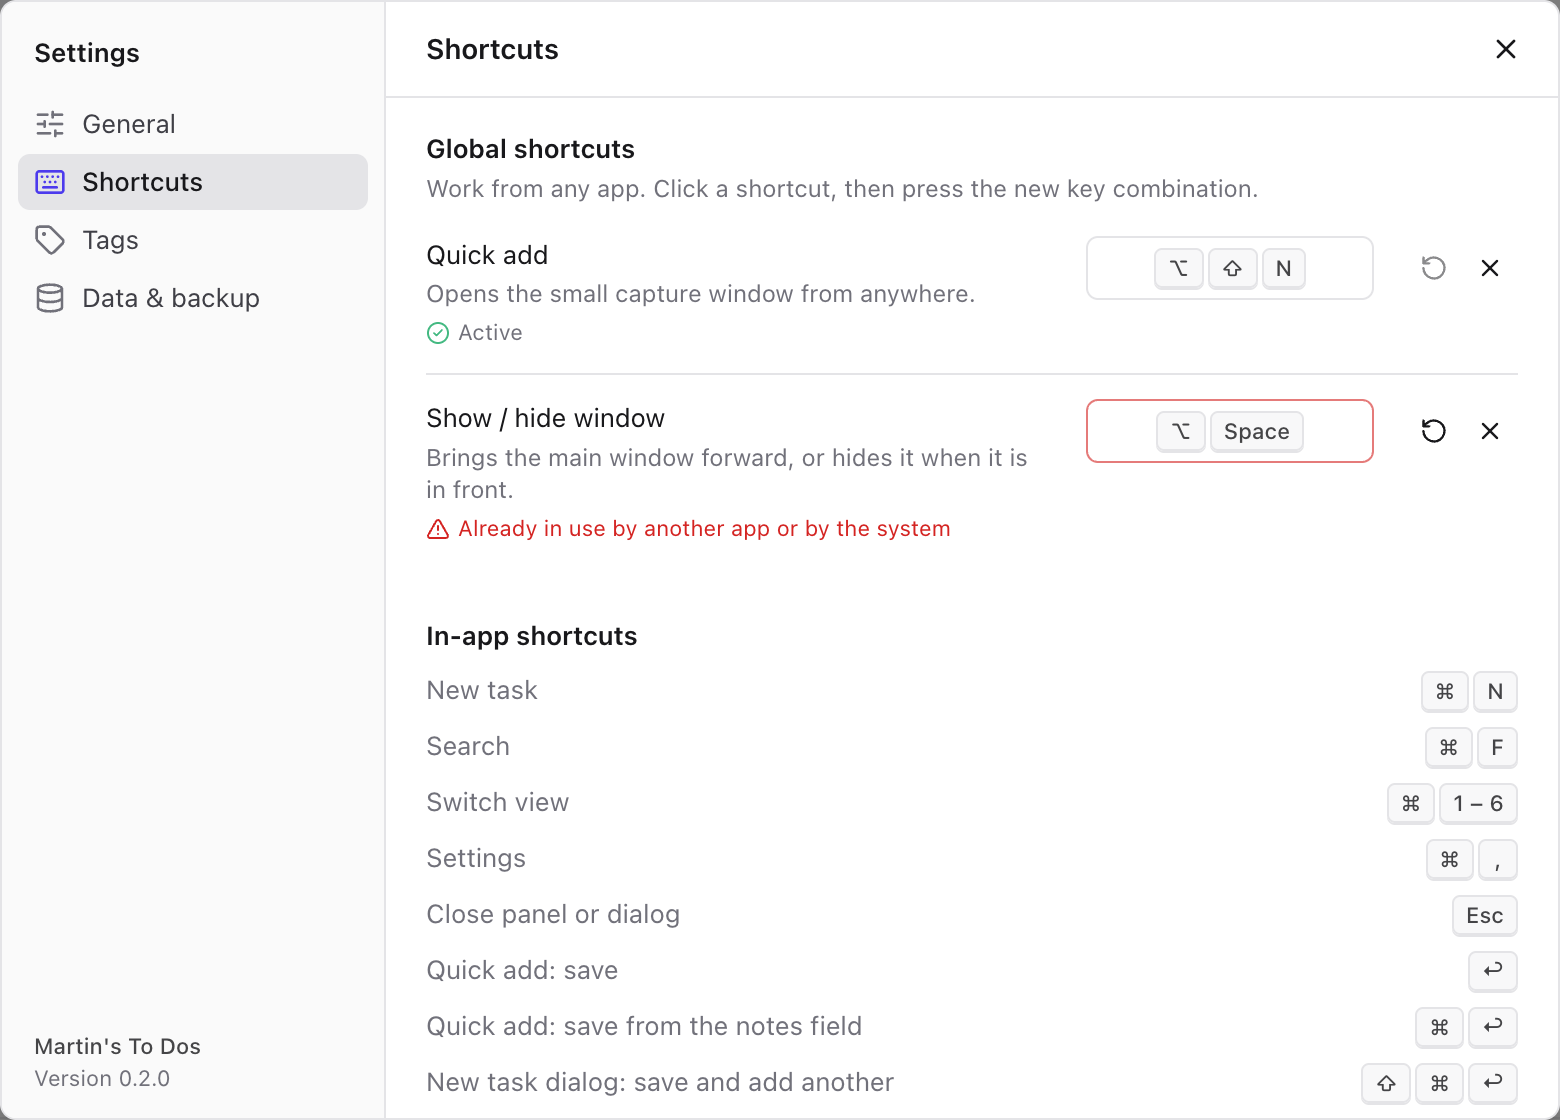 Settings
General
Shortcuts
Tags
Data & backup
Martin's To Dos
Version 0.2.0
Shortcuts
Global shortcuts
Work from any app. Click a shortcut, then press the new key combination.
Quick add
⌥ ⇧ N
Opens the small capture window from anywhere.
Active
Show / hide window
⌥ Space
Brings the main window forward, or hides it when it is
in front.
Already in use by another app or by the system
In-app shortcuts
New task ⌘ N
Search ⌘ F
Switch view ⌘ 1 – 6
Settings ⌘ ,
Close panel or dialog Esc
Quick add: save ↩
Quick add: save from the notes field ⌘ ↩
New task dialog: save and add another ⇧ ⌘ ↩